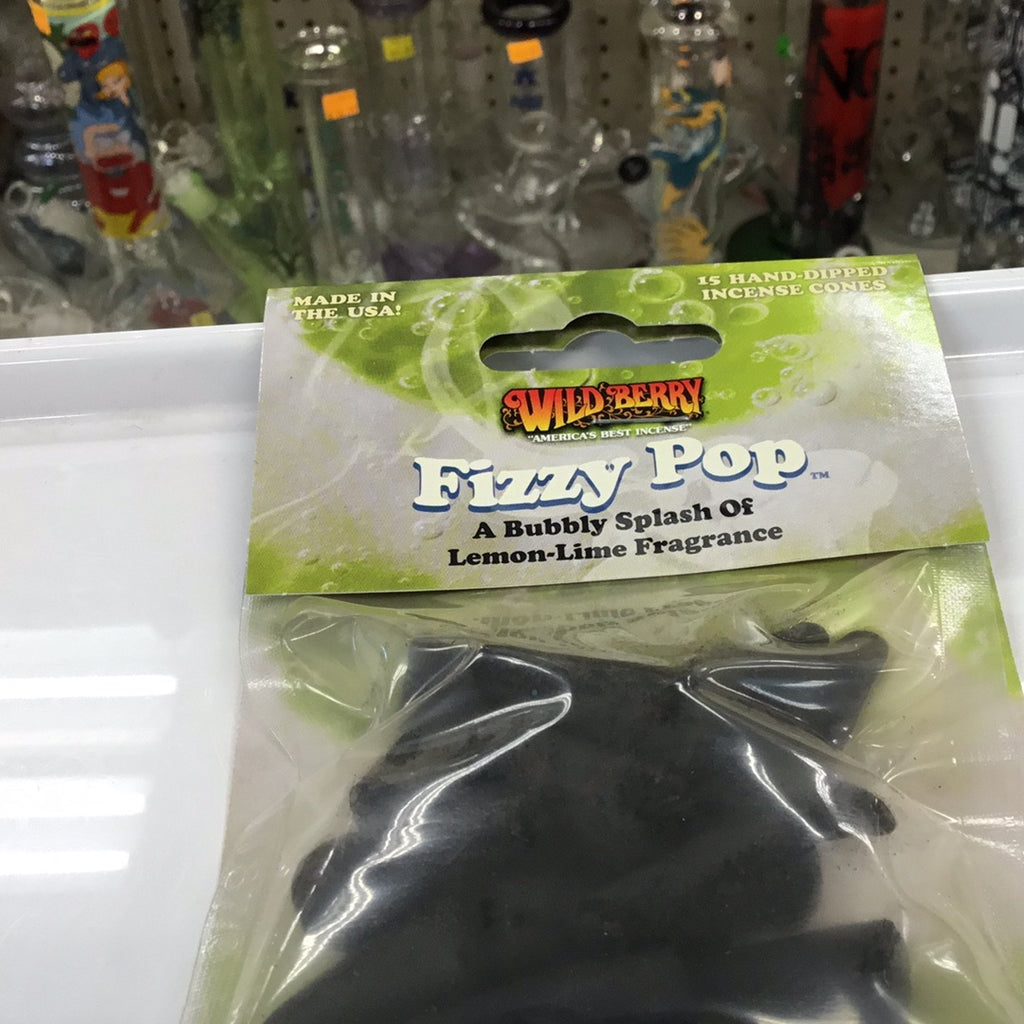 MADE IN
THE USA!
15 HAND-DIPPED
INCENSE CONES
WILD BERRY
"AMERICA'S BEST INCENSE"
Fizzy Pop™
A Bubbly Splash Of
Lemon-Lime Fragrance